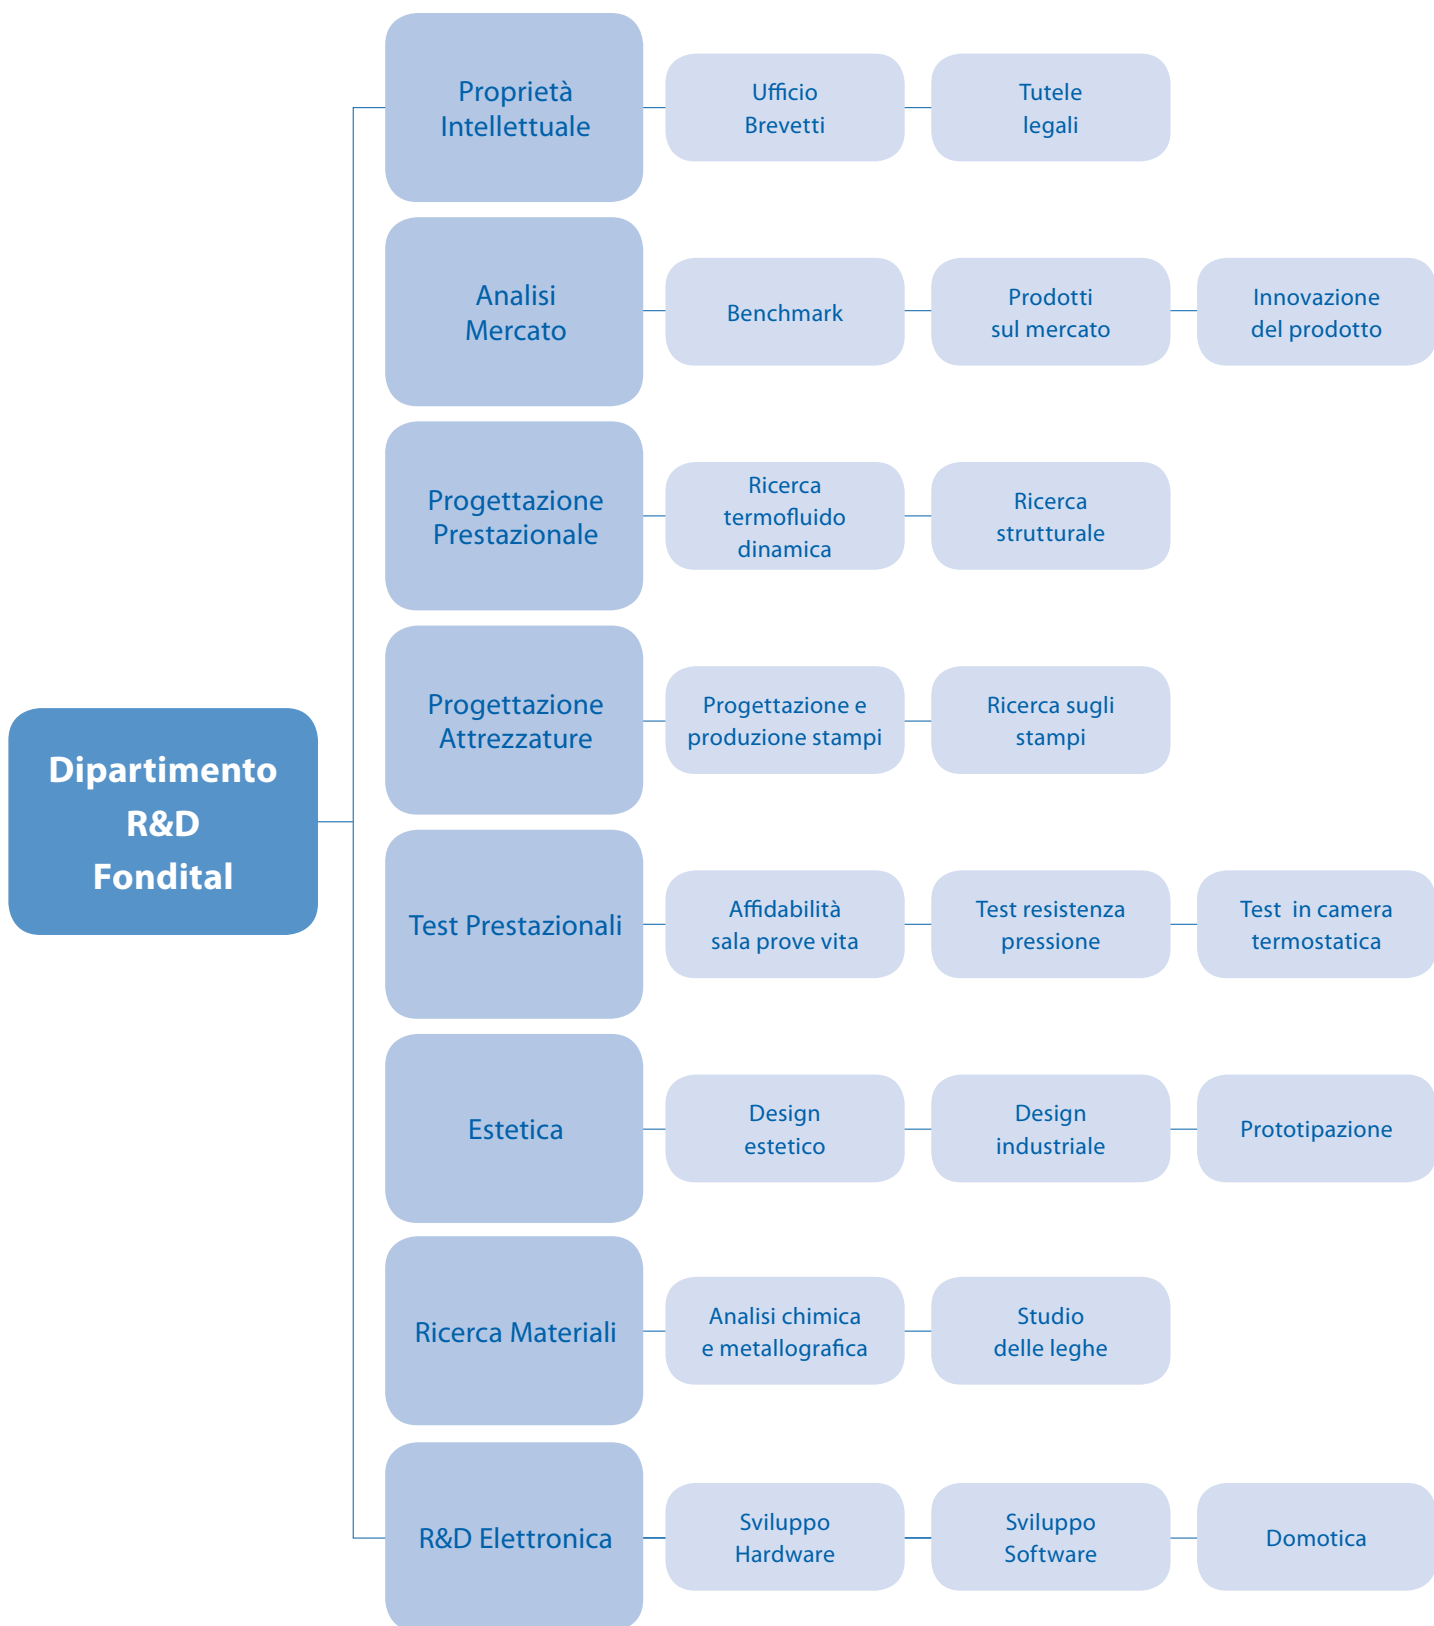 Dipartimento
R&D
Fondital
Proprietà
Intellettuale
Ufficio
Brevetti
Tutele
legali
Analisi
Mercato
Benchmark
Prodotti
sul mercato
Innovazione
del prodotto
Progettazione
Prestazionale
Ricerca
termofluido
dinamica
Ricerca
strutturale
Progettazione
Attrezzature
Progettazione e
produzione stampi
Ricerca sugli
stampi
Test Prestazionali
Affidabilità
sala prove vita
Test resistenza
pressione
Test in camera
termostatica
Estetica
Design
estetico
Design
industriale
Prototipazione
Ricerca Materiali
Analisi chimica
e metallografica
Studio
delle leghe
R&D Elettronica
Sviluppo
Hardware
Sviluppo
Software
Domotica